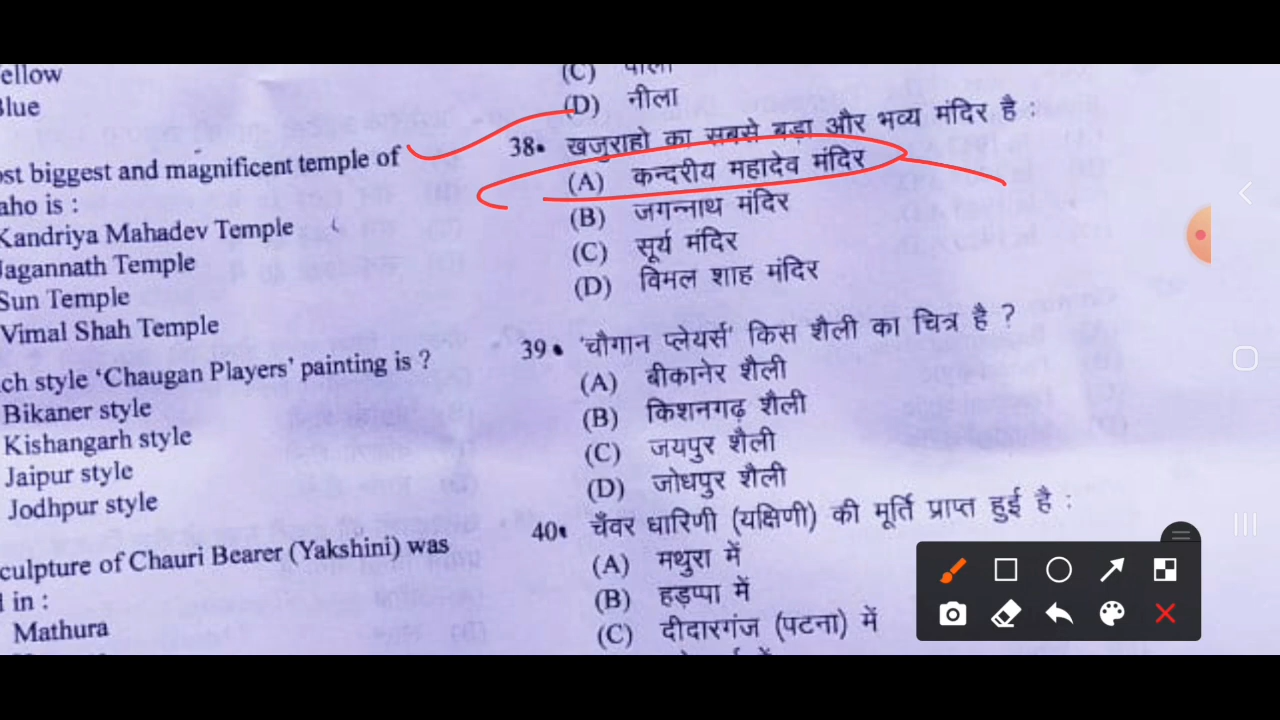 ellow
Blue
ost biggest and magnificent temple of
aho is :
Kandriya Mahadev Temple
Jagannath Temple
Sun Temple
Vimal Shah Temple
ch style ‘Chaugan Players’ painting is ?
Bikaner style
Kishangarh style
Jaipur style
Jodhpur style
culpture of Chauri Bearer (Yakshini) was
in :
Mathura
(C) पीला
(D) नीला
38. खजुराहो का सबसे बड़ा और भव्य मंदिर है :
(A) कन्दरीय महादेव मंदिर
(B) जगन्नाथ मंदिर
(C) सूर्य मंदिर
(D) विमल शाह मंदिर
39. ‘चौगान प्लेयर्स’ किस शैली का चित्र है ?
(A) बीकानेर शैली
(B) किशनगढ़ शैली
(C) जयपुर शैली
(D) जोधपुर शैली
40. चँवर धारिणी (यक्षिणी) की मूर्ति प्राप्त हुई है :
(A) मथुरा में
(B) हड़प्पा में
(C) दीदारगंज (पटना) में